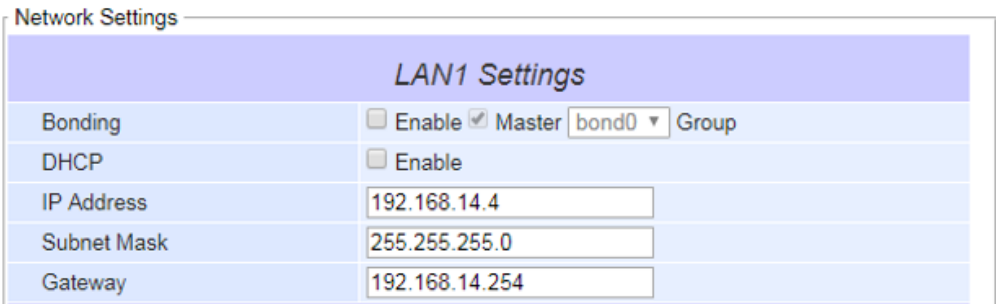 Network Settings
LAN1 Settings
Bonding Enable Master bond0 Group
DHCP Enable
IP Address 192.168.14.4
Subnet Mask 255.255.255.0
Gateway 192.168.14.254